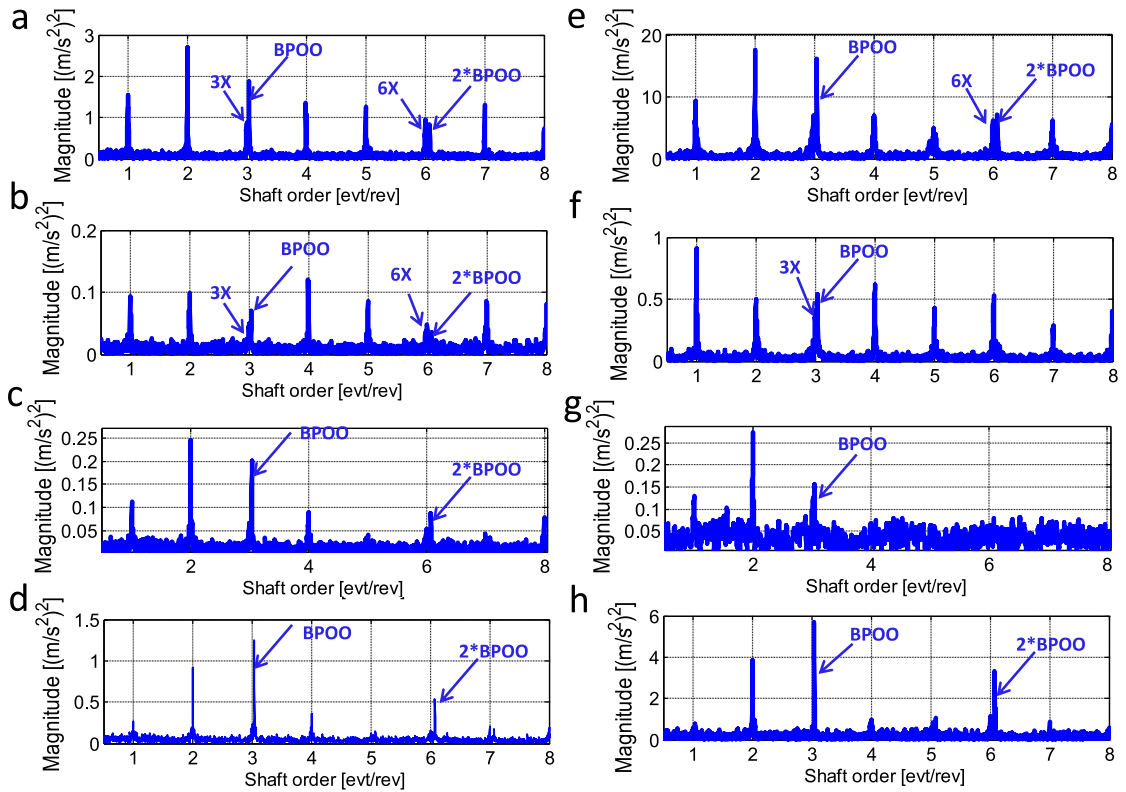 a
Magnitude [(m/s²)²]
3
2
1
0
3X
BPOO
6X
2*BPOO
1 2 3 4 5 6 7 8
Shaft order [evt/rev]
b
Magnitude [(m/s²)²]
0.2
0.1
0
3X
BPOO
6X
2*BPOO
1 2 3 4 5 6 7 8
Shaft order [evt/rev]
c
Magnitude [(m/s²)²]
0.25
0.2
0.15
0.1
0.05
BPOO
2*BPOO
2 4 6 8
Shaft order [evt/rev]
d
Magnitude [(m/s²)²]
1.5
1
0.5
0
BPOO
2*BPOO
1 2 3 4 5 6 7 8
Shaft order [evt/rev]
e
Magnitude [(m/s²)²]
20
10
0
BPOO
6X
2*BPOO
1 2 3 4 5 6 7 8
Shaft order [evt/rev]
f
Magnitude [(m/s²)²]
1
0.5
0
3X
BPOO
1 2 3 4 5 6 7 8
Shaft order [evt/rev]
g
Magnitude [(m/s²)²]
0.25
0.2
0.15
0.1
0.05
BPOO
2 4 6 8
Shaft order [evt/rev]
h
Magnitude [(m/s²)²]
6
4
2
0
BPOO
2*BPOO
1 2 3 4 5 6 7 8
Shaft order [evt/rev]